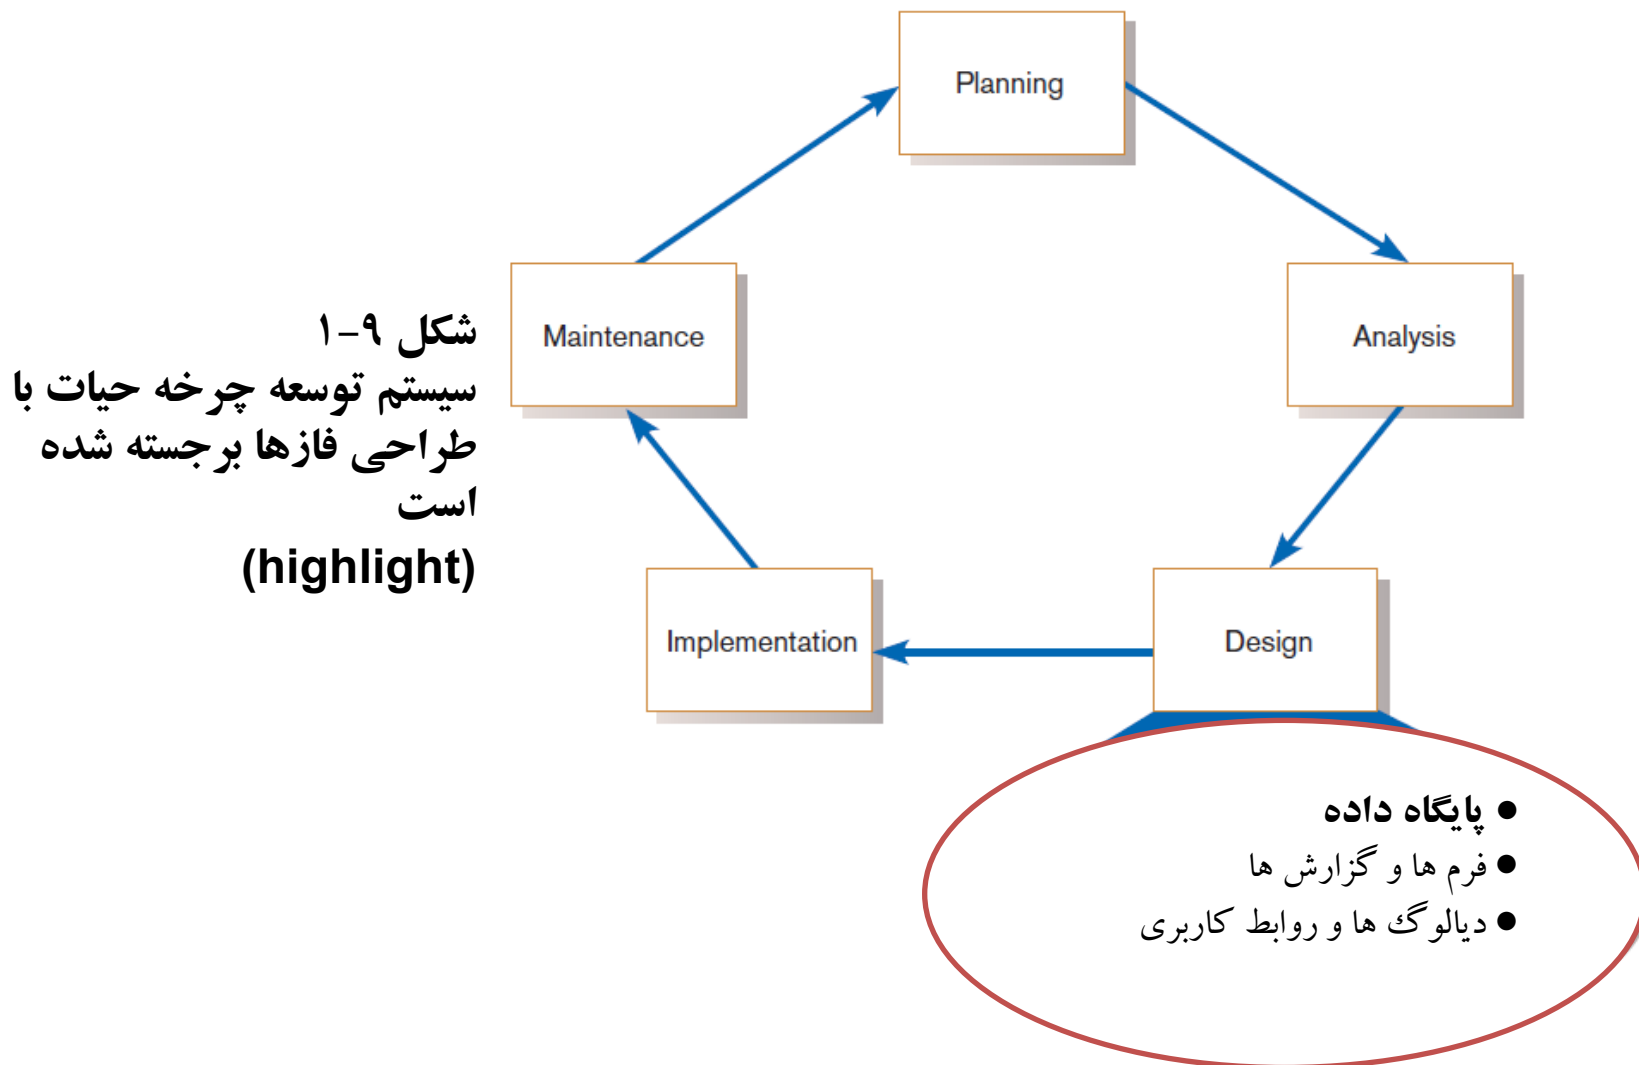 Planning
Maintenance
Analysis
شکل ۹-۱
سیستم توسعه چرخه حیات با
طراحی فازها برجسته شده
است
(highlight)
Implementation
Design
● پایگاه داده
● فرم ها و گزارش ها
● دیالوگ ها و روابط کاربری